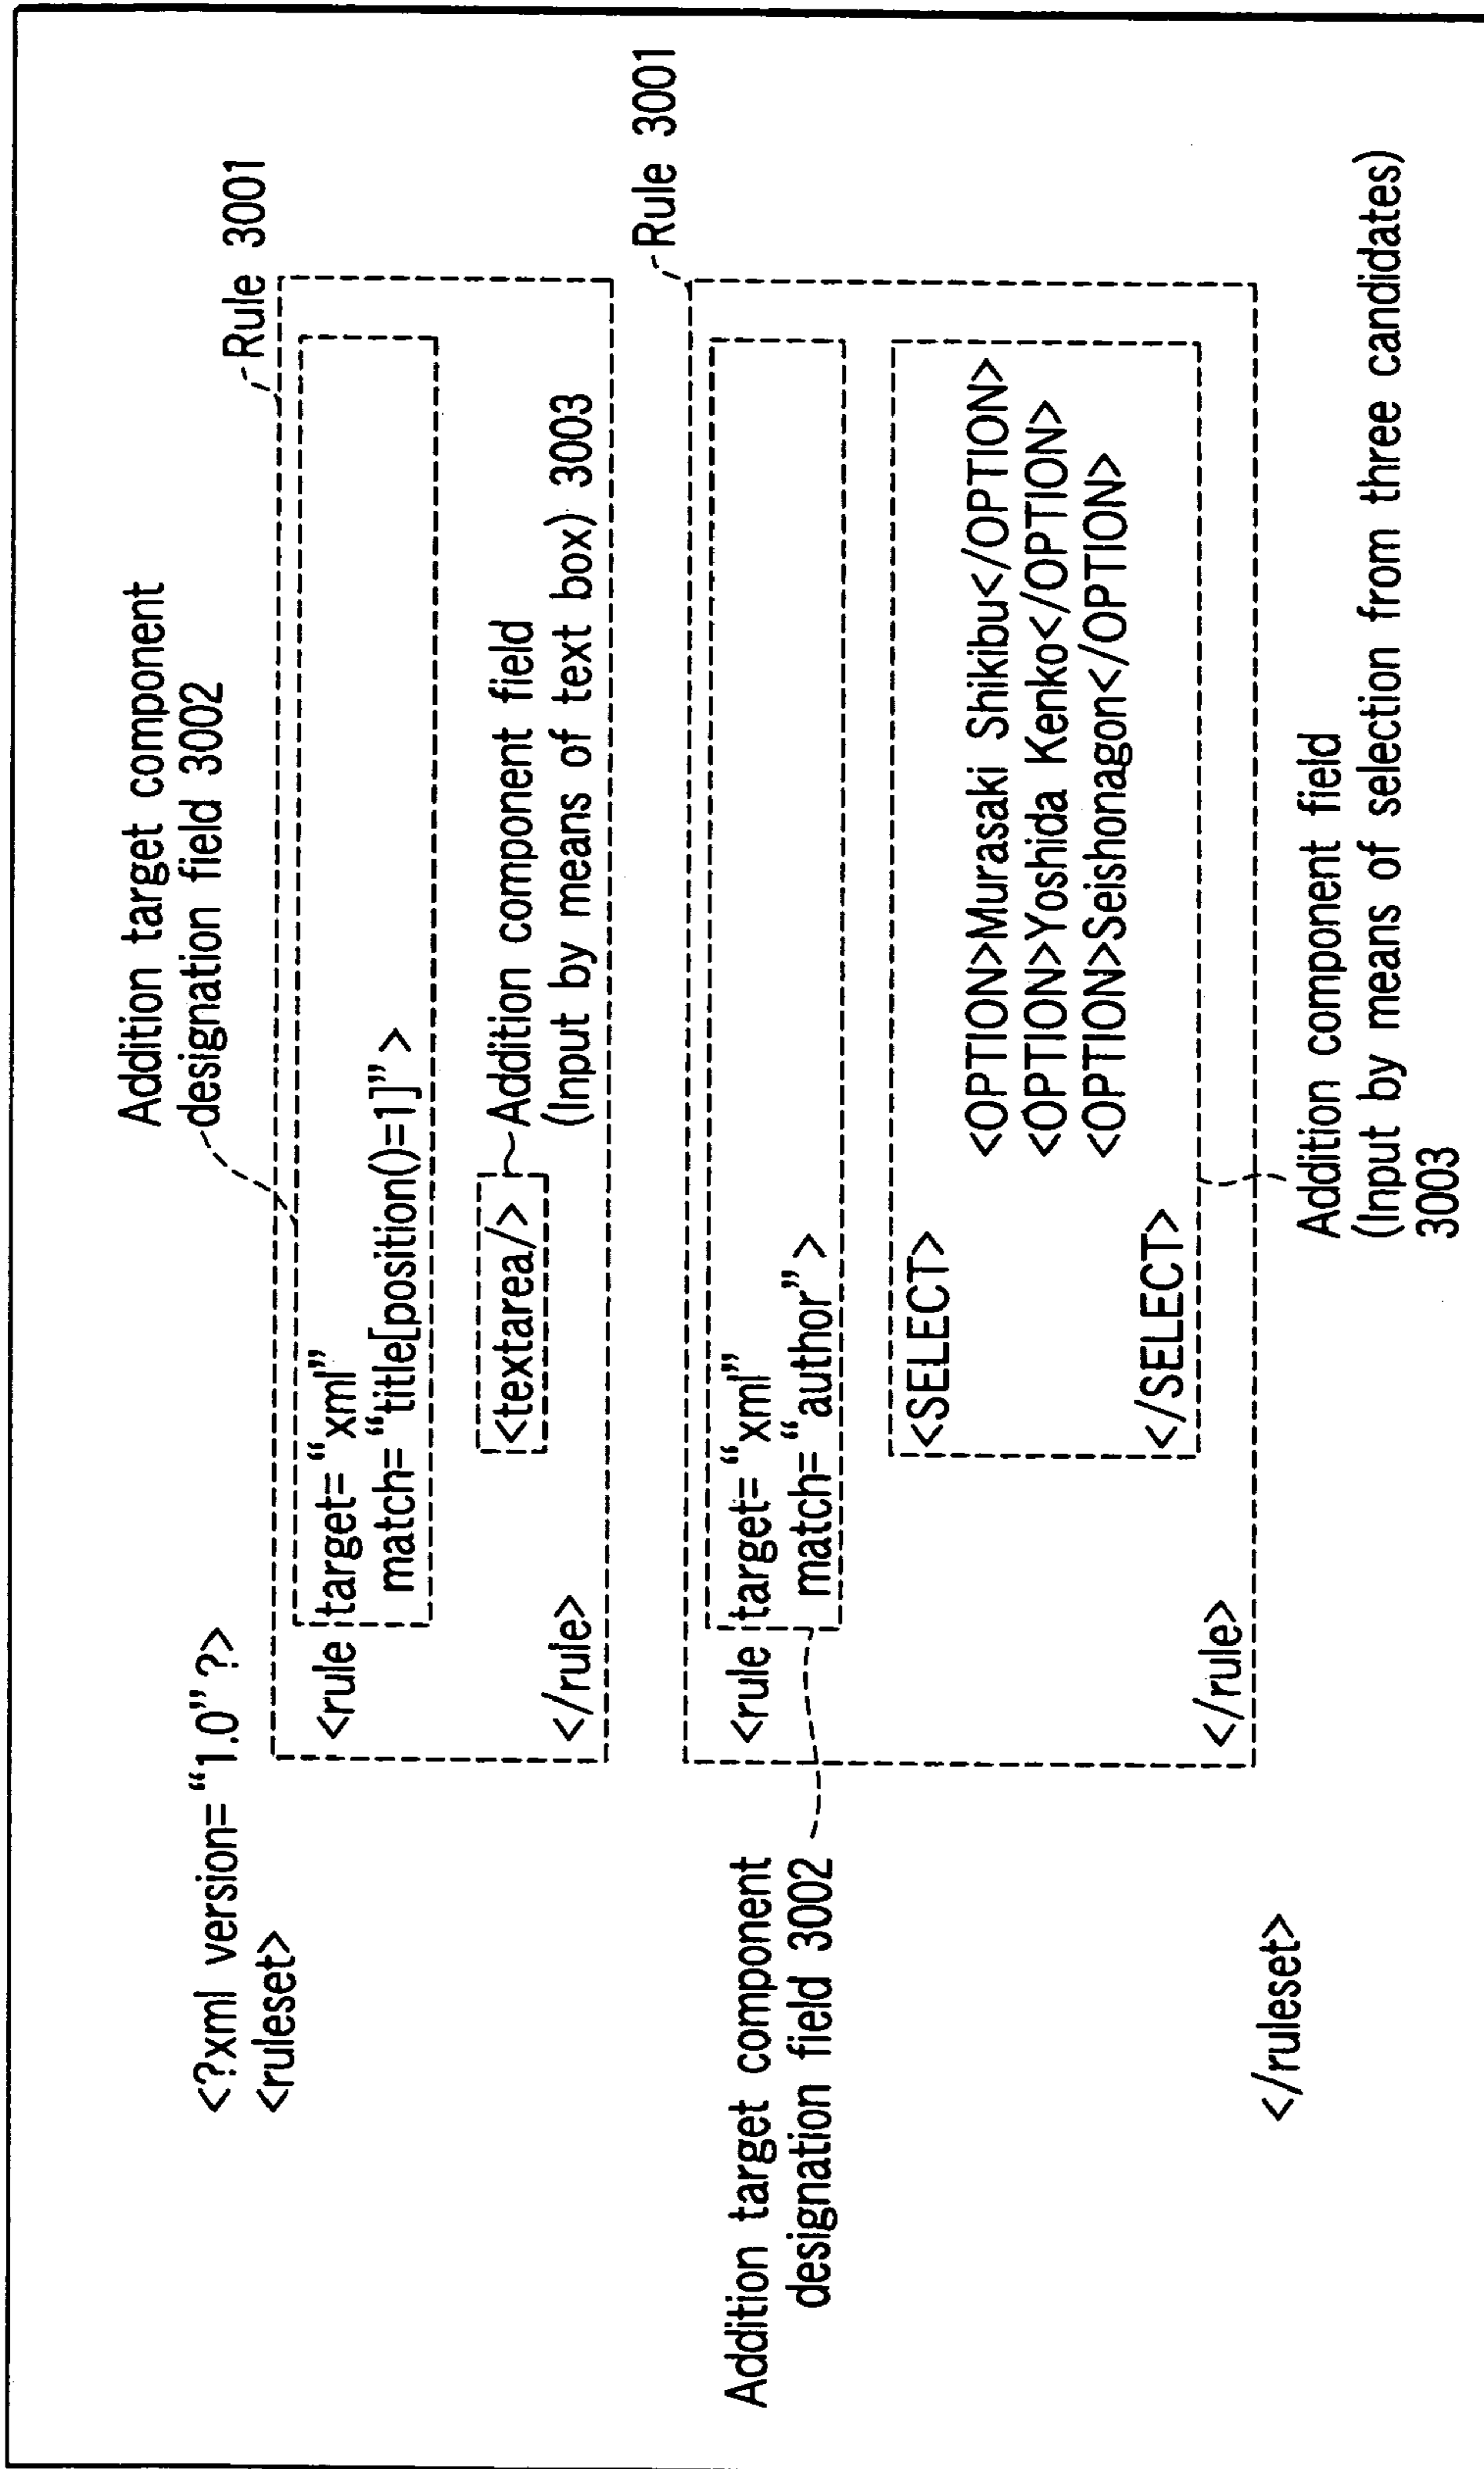 <?xml version=“1.0” ?>
<ruleset>
Addition target component
designation field 3002
Rule 3001
<rule target=“xml”
match=“title[position()=1]” >
<textarea/>
Addition component field
(Input by means of text box) 3003
</rule>
Rule 3001
Addition target component
designation field 3002
<rule target=“xml”
match=“author” >
<SELECT>
<OPTION>Murasaki Shikibu</OPTION>
<OPTION>Yoshida Kenko</OPTION>
<OPTION>Seishonagon</OPTION>
</SELECT>
</rule>
Addition component field
(Input by means of selection from three candidates)
3003
</ruleset>